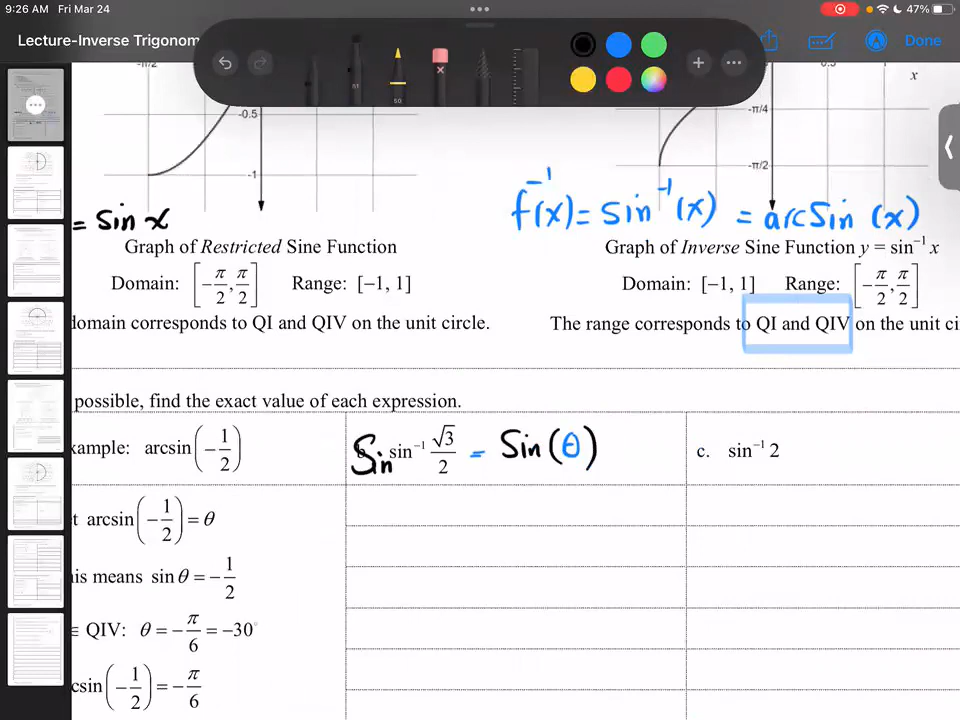 9:26 AM Fri Mar 24
47%
Lecture-Inverse Trigonom
Done
-π/2
-0.5
-1
0.5
x
-π/4
-π/2
= sin x
f⁻¹(x) = sin⁻¹(x) = arcsin (x)
Graph of Restricted Sine Function
Graph of Inverse Sine Function y = sin⁻¹ x
Domain: [-π/2, π/2] Range: [−1, 1]
Domain: [−1, 1] Range: [-π/2, π/2]
domain corresponds to QI and QIV on the unit circle.
The range corresponds to QI and QIV on the unit ci
possible, find the exact value of each expression.
xample: arcsin(-1/2)
Sin sin⁻¹ √3/2 = Sin(θ)
c. sin⁻¹ 2
et arcsin(-1/2) = θ
is means sin θ = -1/2
∈ QIV: θ = -π/6 = -30°
csin(-1/2) = -π/6